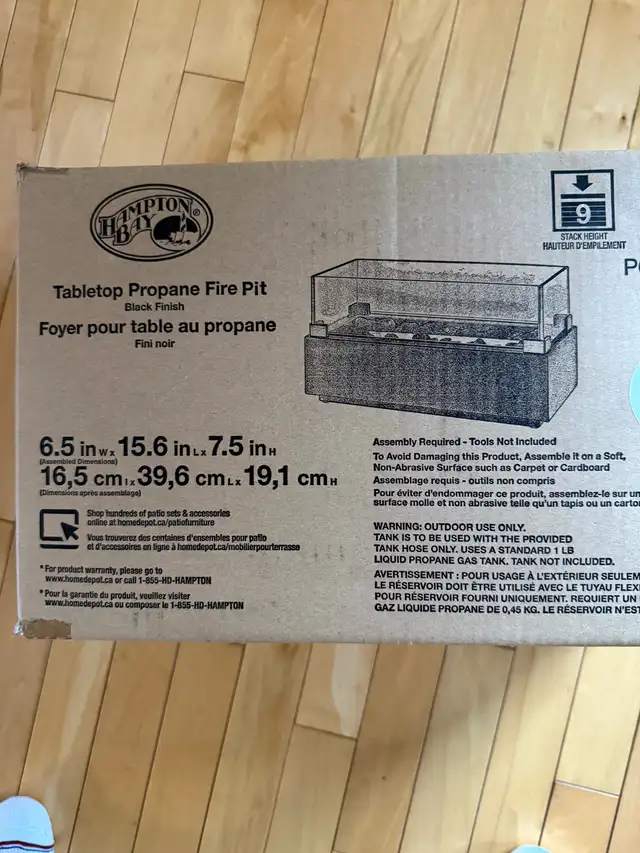 HAMPTON
BAY®
9
STACK HEIGHT
HAUTEUR D'EMPILEMENT
Tabletop Propane Fire Pit
Black Finish
Foyer pour table au propane
Fini noir
6.5 in W x 15.6 in L x 7.5 in H
(Assembled Dimensions)
16,5 cm l x 39,6 cm L x 19,1 cm H
(Dimensions après assemblage)
Shop hundreds of patio sets & accessories
online at homedepot.ca/patiofurniture
Vous trouverez des centaines d'ensembles pour patio
et d'accessoires en ligne à homedepot.ca/mobilierpourterrasse
* For product warranty, please go to
www.homedepot.ca or call 1-855-HD-HAMPTON
* Pour la garantie du produit, veuillez visiter
www.homedepot.ca ou composer le 1-855-HD-HAMPTON
Assembly Required - Tools Not Included
To Avoid Damaging this Product, Assemble it on a Soft,
Non-Abrasive Surface such as Carpet or Cardboard
Assemblage requis - outils non compris
Pour éviter d'endommager ce produit, assemblez-le sur un
surface molle et non abrasive telle qu'un tapis ou un carto
WARNING: OUTDOOR USE ONLY.
TANK IS TO BE USED WITH THE PROVIDED
TANK HOSE ONLY. USES A STANDARD 1 LB
LIQUID PROPANE GAS TANK. TANK NOT INCLUDED.
AVERTISSEMENT : POUR USAGE À L'EXTÉRIEUR SEULEM
LE RÉSERVOIR DOIT ÊTRE UTILISÉ AVEC LE TUYAU FLEX
POUR RÉSERVOIR FOURNI UNIQUEMENT. REQUIERT UN
GAZ LIQUIDE PROPANE DE 0,45 KG. LE RÉSERVOIR N'ES